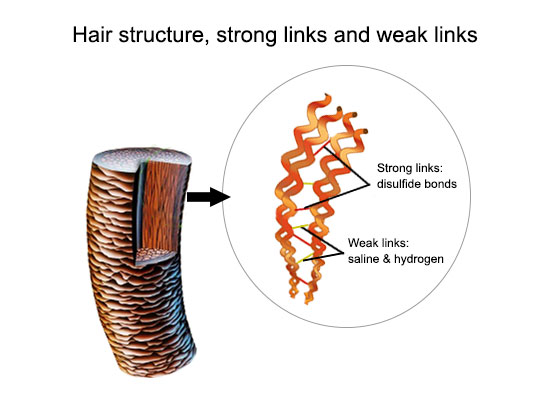 Hair structure, strong links and weak links
Strong links:
disulfide bonds
Weak links:
saline & hydrogen